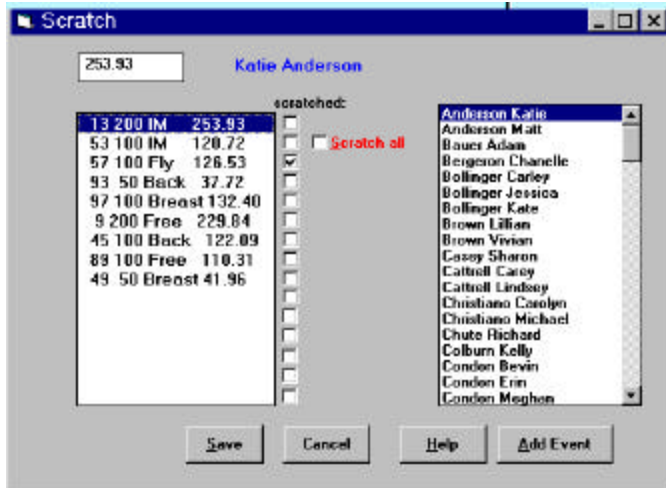 Scratch
253.93
Katie Anderson
scratched:
13 200 IM 253.93
53 100 IM 120.72
57 100 Fly 126.53
93 50 Back 37.72
97 100 Breast 132.40
9 200 Free 229.84
45 100 Back 122.09
89 100 Free 110.31
49 50 Breast 41.96
Scratch all
Anderson Katie
Anderson Matt
Bauer Adam
Bergeron Chanelle
Bollinger Carley
Bollinger Jessica
Bollinger Kate
Brown Lillian
Brown Vivian
Casey Sharon
Cattrell Carey
Cattrell Lindsey
Christiano Carolyn
Christiano Michael
Chute Richard
Colburn Kelly
Condon Bevin
Condon Erin
Condon Meghan
Save
Cancel
Help
Add Event